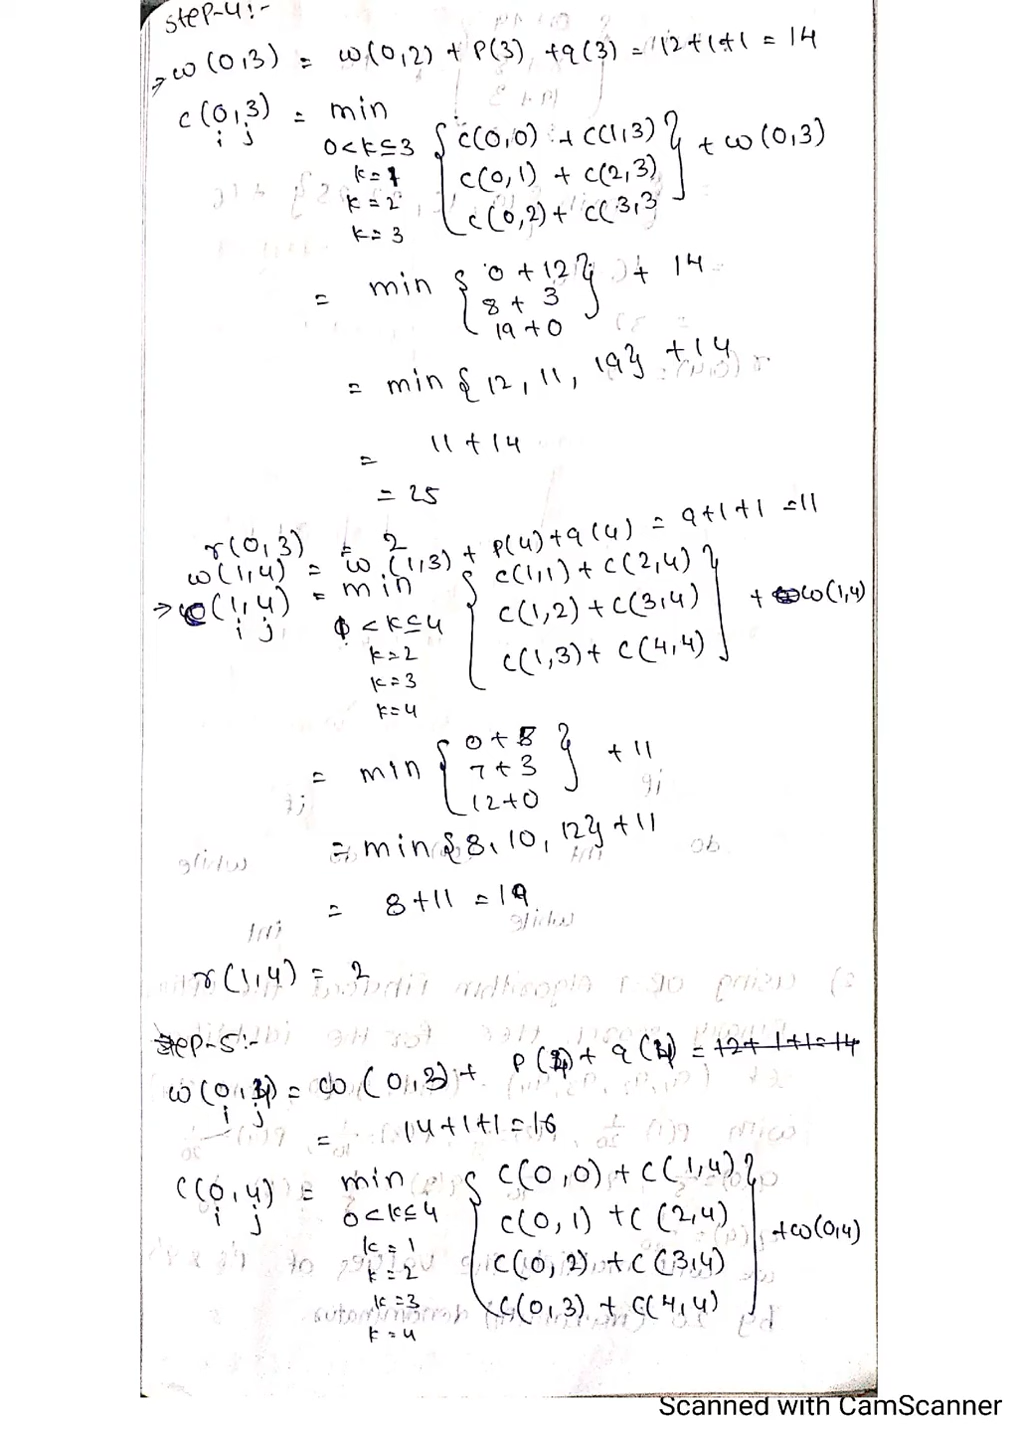 Step-4:-
→ w(0,3) = w(0,2) + P(3) + q(3) = 12+1+1 = 14
c(0,3) = min
i j
0<k≤3 { c(0,0) + c(1,3) } + w(0,3)
k=1 c(0,1) + c(2,3)
k=2 c(0,2) + c(3,3
k=3
= min { 0+12 } + 14
8+3
19+0
= min { 12, 11, 19 } + 14
= 11+14
= 25
r(0,3) = 2
w(1,4) = w(1,3) + P(4)+q(4) = 9+1+1 = 11
→ c(1,4) = min { c(1,1) + c(2,4) }
i j <k≤4 c(1,2) + c(3,4) + w(1,4)
k=2 c(1,3) + c(4,4)
k=3
k=4
= min { 0+8 } + 11
7+3
12+0
= min { 8, 10, 12 } + 11
= 8+11 = 19
r(1,4) = 2
Step-5:-
w(0,4) = w(0,3) + P(4) + q(4) = 12+1+1=14
i j
= 14+1+1 = 16
c(0,4) = min { c(0,0) + c(1,4) }
i j 0<k≤4 c(0,1) + c(2,4) + w(0,4)
k=1 c(0,2) + c(3,4)
k=2
k=3 c(0,3) + c(4,4)
k=4
Scanned with CamScanner